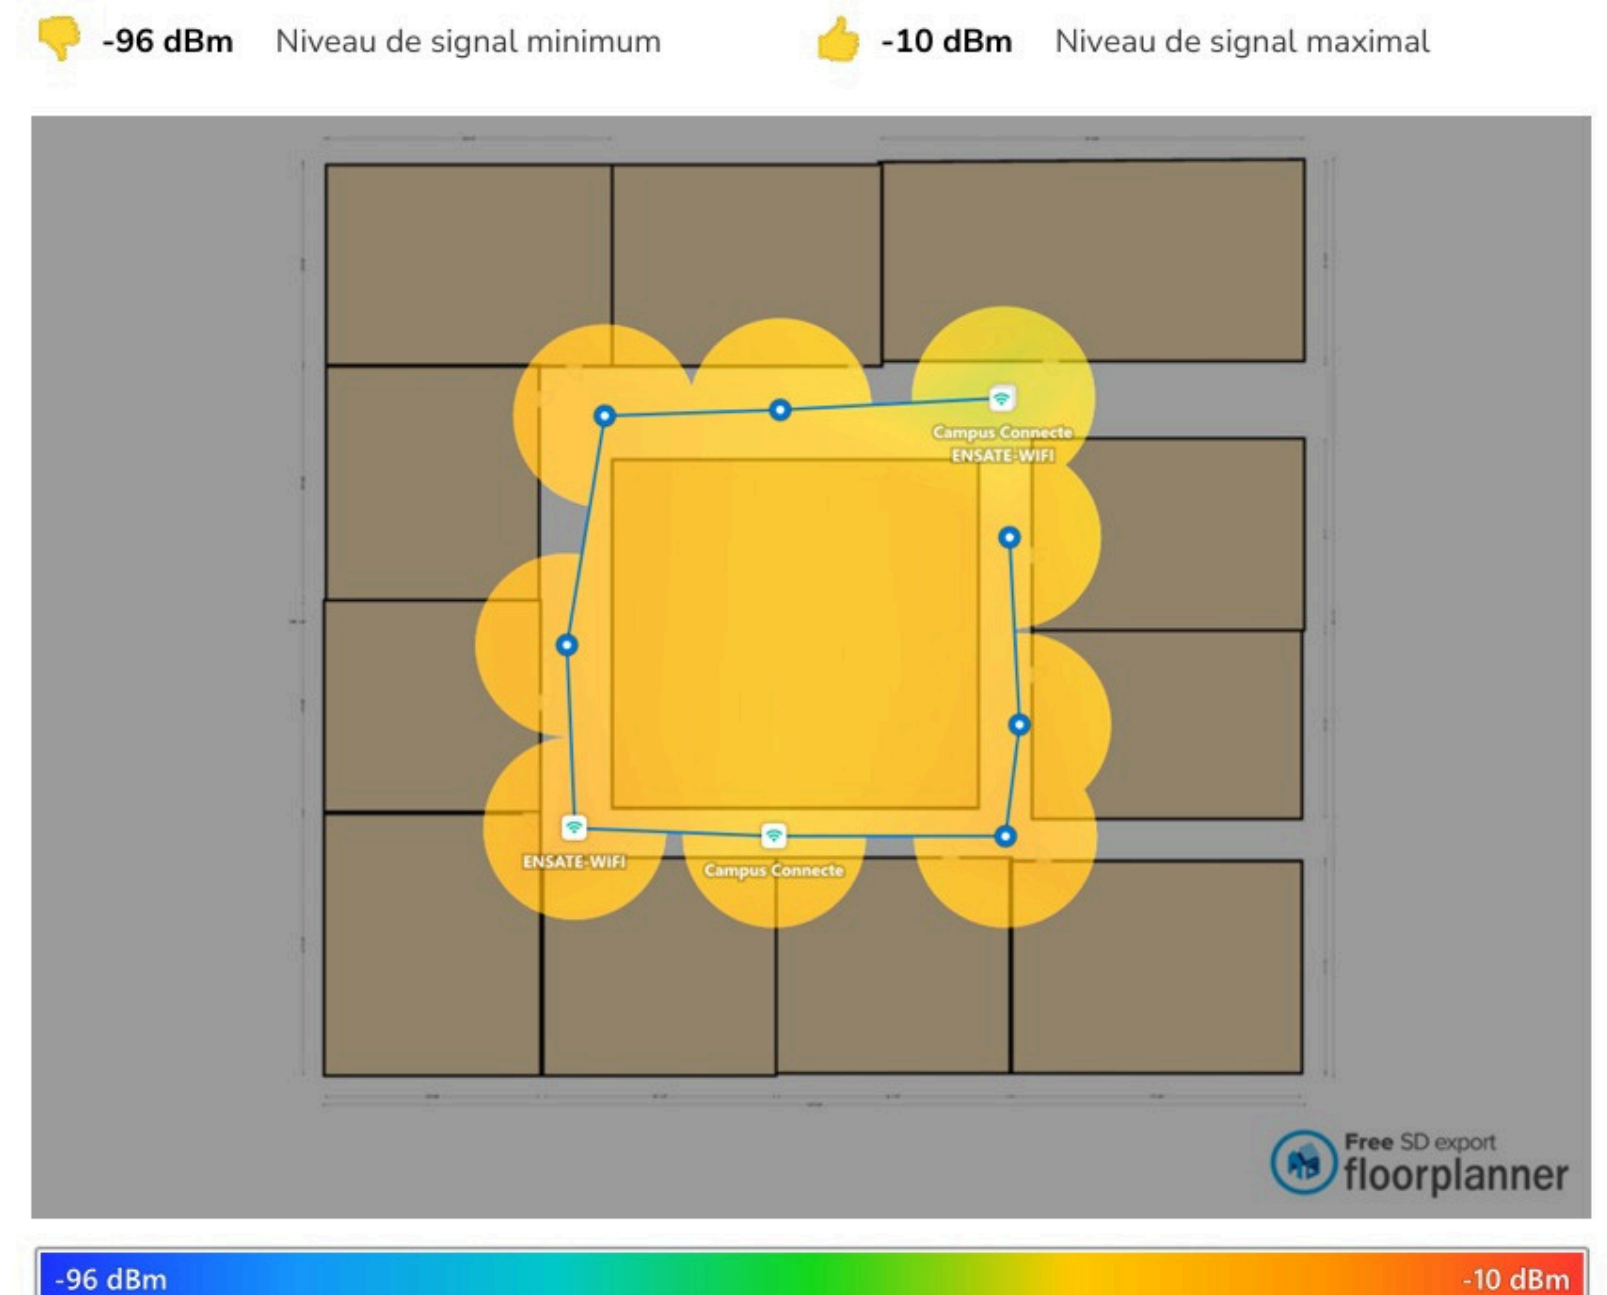 -96 dBm Niveau de signal minimum
-10 dBm Niveau de signal maximal
Campus Connecte
ENSATE-WIFI
ENSATE-WIFI
Campus Connecte
Free SD export
floorplanner
-96 dBm
-10 dBm